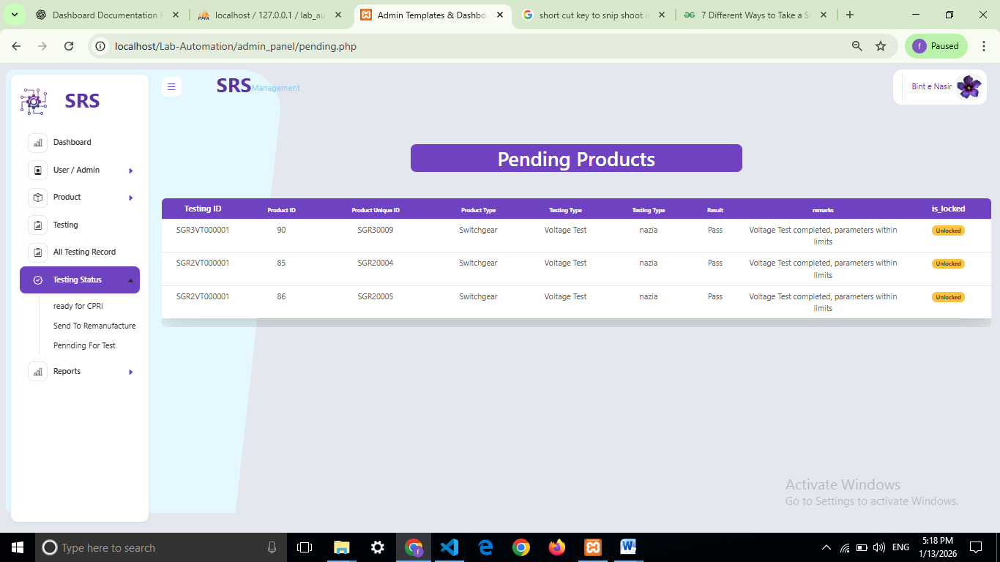 Dashboard Documentation F
localhost / 127.0.0.1 / lab_au
Admin Templates & Dashbo
short cut key to snip shoot i
7 Different Ways to Take a S
localhost/Lab-Automation/admin_panel/pending.php
f Paused
SRS
SRSManagement
Bint e Nasir
Dashboard
User / Admin
Product
Testing
All Testing Record
Testing Status
ready for CPRI
Send To Remanufacture
Pennding For Test
Reports
Pending Products
Testing ID Product ID Product Unique ID Product Type Testing Type Testing Type Result remarks is_locked
SGR3VT000001 90 SGR30009 Switchgear Voltage Test nazia Pass Voltage Test completed, parameters within Unlocked
limits
SGR2VT000001 85 SGR20004 Switchgear Voltage Test nazia Pass Voltage Test completed, parameters within Unlocked
limits
SGR2VT000001 86 SGR20005 Switchgear Voltage Test nazia Pass Voltage Test completed, parameters within Unlocked
limits
Activate Windows
Go to Settings to activate Windows.
Type here to search
ENG
5:18 PM
1/13/2026